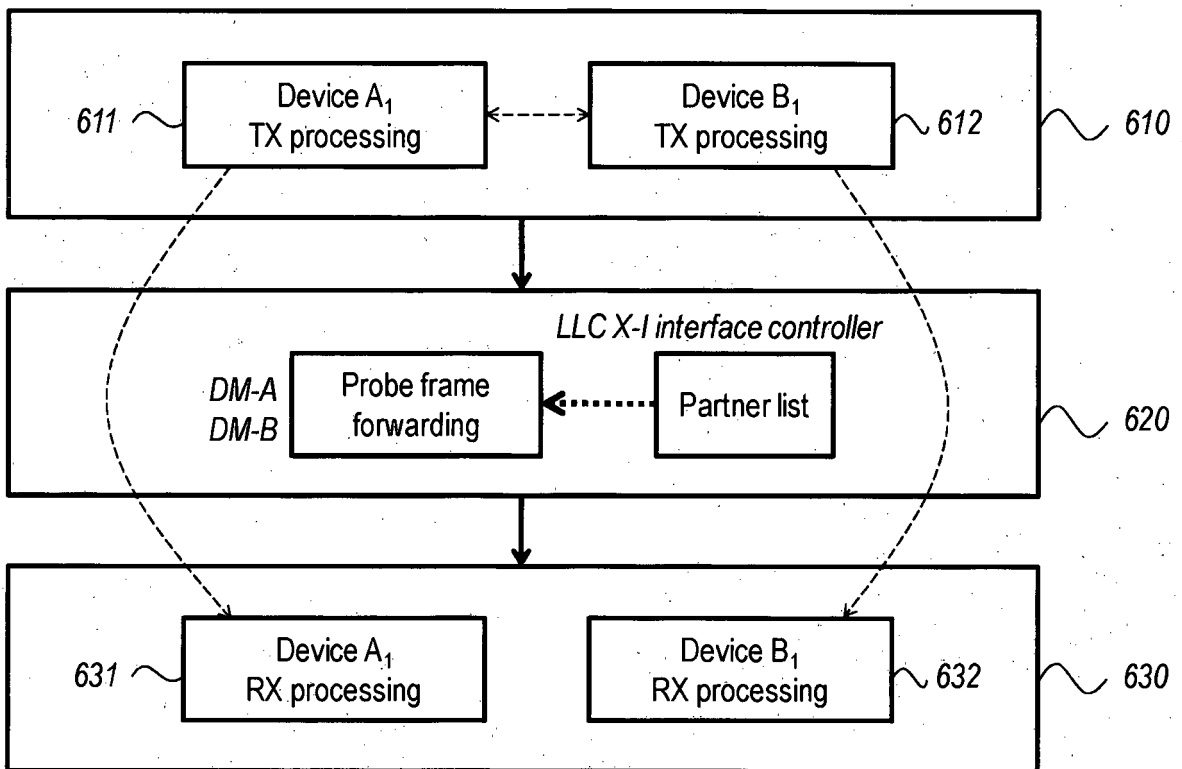 Device A₁
TX processing
Device B₁
TX processing
611
612
610
LLC X-I interface controller
DM-A
DM-B
Probe frame
forwarding
Partner list
620
Device A₁
RX processing
Device B₁
RX processing
631
632
630